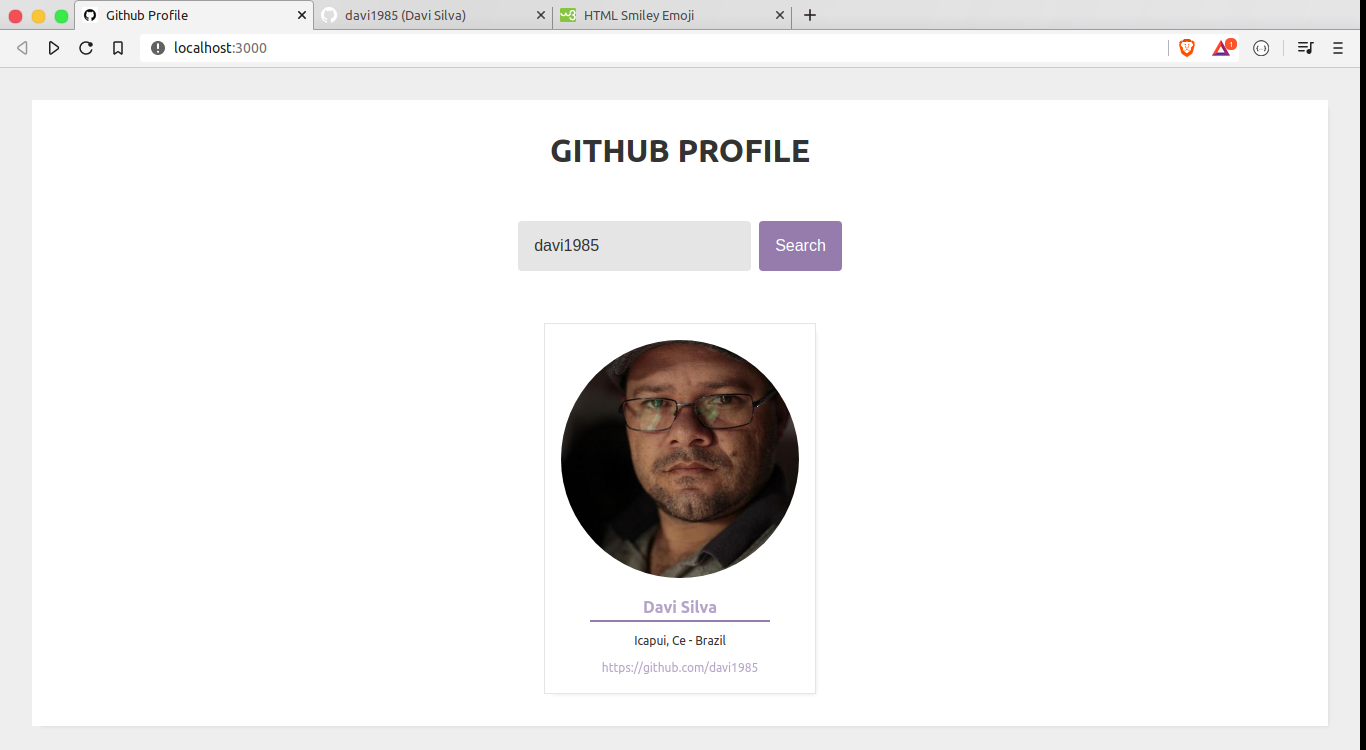 Github Profile
davi1985 (Davi Silva)
HTML Smiley Emoji
localhost:3000
GITHUB PROFILE
davi1985
Search
Davi Silva
Icapui, Ce - Brazil
https://github.com/davi1985